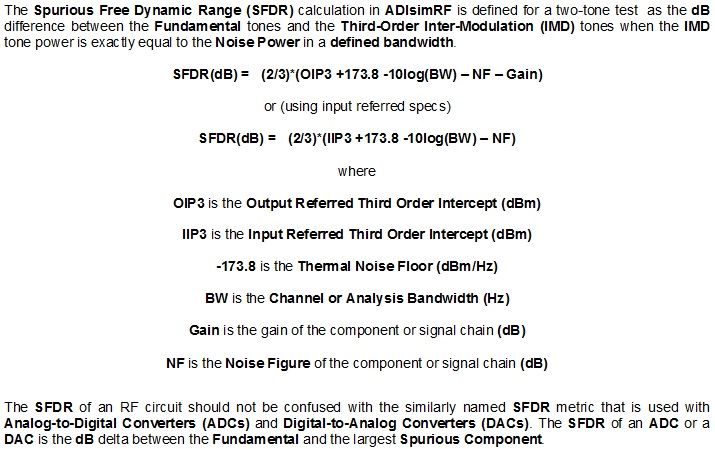 The Spurious Free Dynamic Range (SFDR) calculation in ADIsimRF is defined for a two-tone test as the dB
difference between the Fundamental tones and the Third-Order Inter-Modulation (IMD) tones when the IMD
tone power is exactly equal to the Noise Power in a defined bandwidth.
SFDR(dB) = (2/3)*(OIP3 +173.8 -10log(BW) – NF – Gain)
or (using input referred specs)
SFDR(dB) = (2/3)*(IIP3 +173.8 -10log(BW) – NF)
where
OIP3 is the Output Referred Third Order Intercept (dBm)
IIP3 is the Input Referred Third Order Intercept (dBm)
-173.8 is the Thermal Noise Floor (dBm/Hz)
BW is the Channel or Analysis Bandwidth (Hz)
Gain is the gain of the component or signal chain (dB)
NF is the Noise Figure of the component or signal chain (dB)
The SFDR of an RF circuit should not be confused with the similarly named SFDR metric that is used with
Analog-to-Digital Converters (ADCs) and Digital-to-Analog Converters (DACs). The SFDR of an ADC or a
DAC is the dB delta between the Fundamental and the largest Spurious Component.